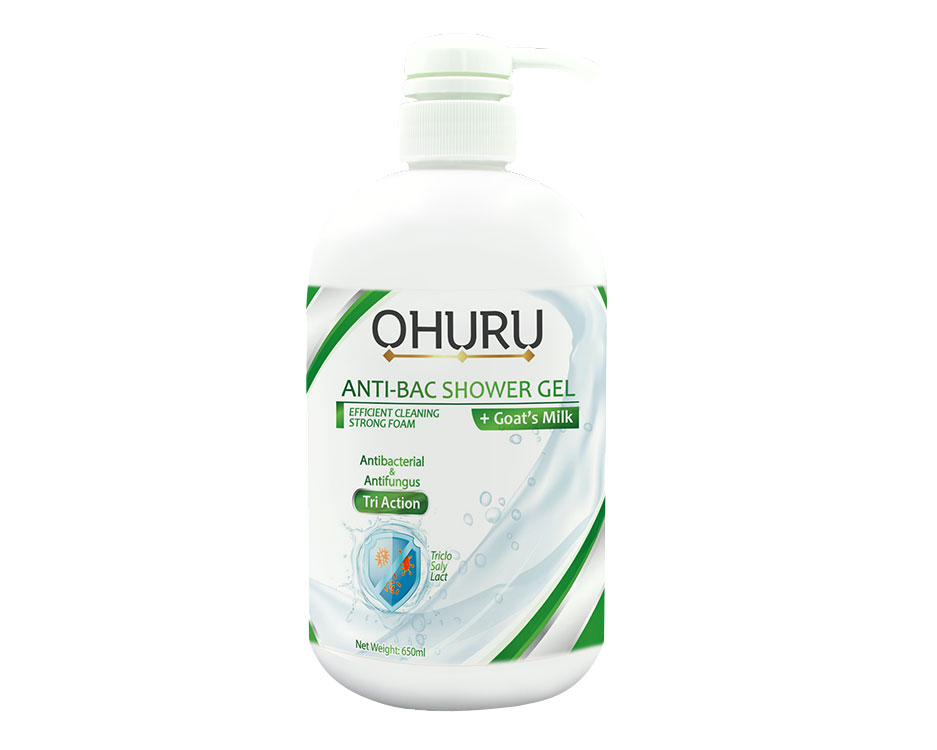 OHURU
ANTI-BAC SHOWER GEL
EFFICIENT CLEANING
STRONG FOAM
+ Goat's Milk
Antibacterial
&
Antifungus
Tri Action
Triclo
Saly
Lact
Net Weight: 650ml